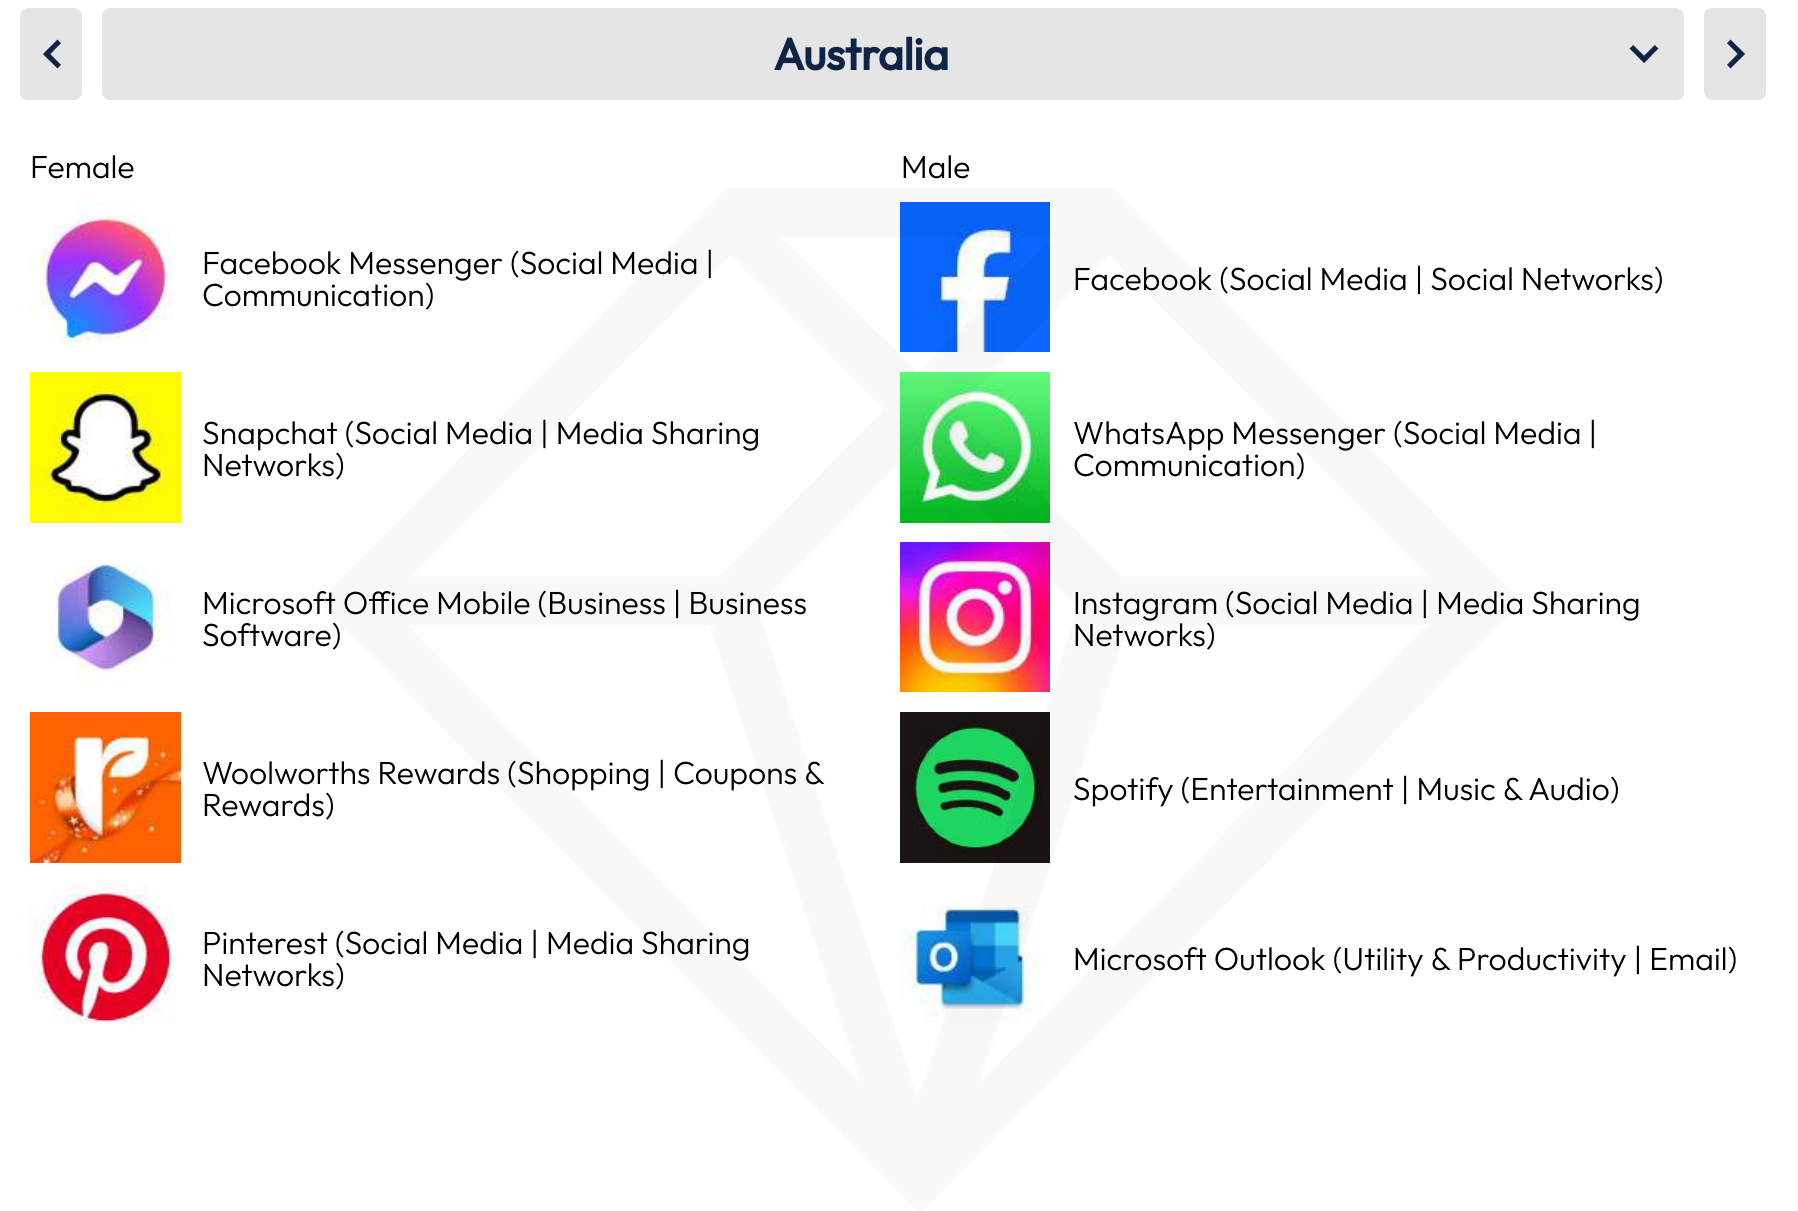 Australia
Female
Facebook Messenger (Social Media |
Communication)
Snapchat (Social Media | Media Sharing
Networks)
Microsoft Office Mobile (Business | Business
Software)
Woolworths Rewards (Shopping | Coupons &
Rewards)
Pinterest (Social Media | Media Sharing
Networks)
Male
Facebook (Social Media | Social Networks)
WhatsApp Messenger (Social Media |
Communication)
Instagram (Social Media | Media Sharing
Networks)
Spotify (Entertainment | Music & Audio)
Microsoft Outlook (Utility & Productivity | Email)